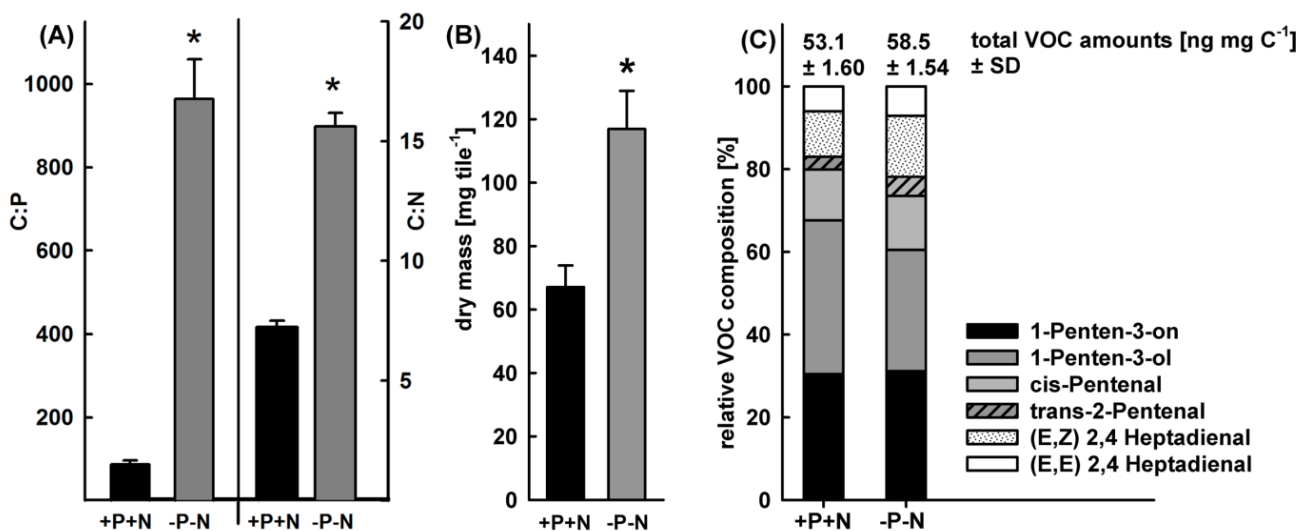 (A)
C:P
1000
800
600
400
200
*
*
+P+N
-P-N
+P+N
-P-N
20
15
10
5
C:N
(B)
dry mass [mg tile⁻¹]
140
120
100
80
60
40
20
0
*
+P+N
-P-N
(C)
53.1 58.5 total VOC amounts [ng mg C⁻¹]
± 1.60 ± 1.54 ± SD
relative VOC composition [%]
100
80
60
40
20
0
+P+N
-P-N
1-Penten-3-on
1-Penten-3-ol
cis-Pentenal
trans-2-Pentenal
(E,Z) 2,4 Heptadienal
(E,E) 2,4 Heptadienal